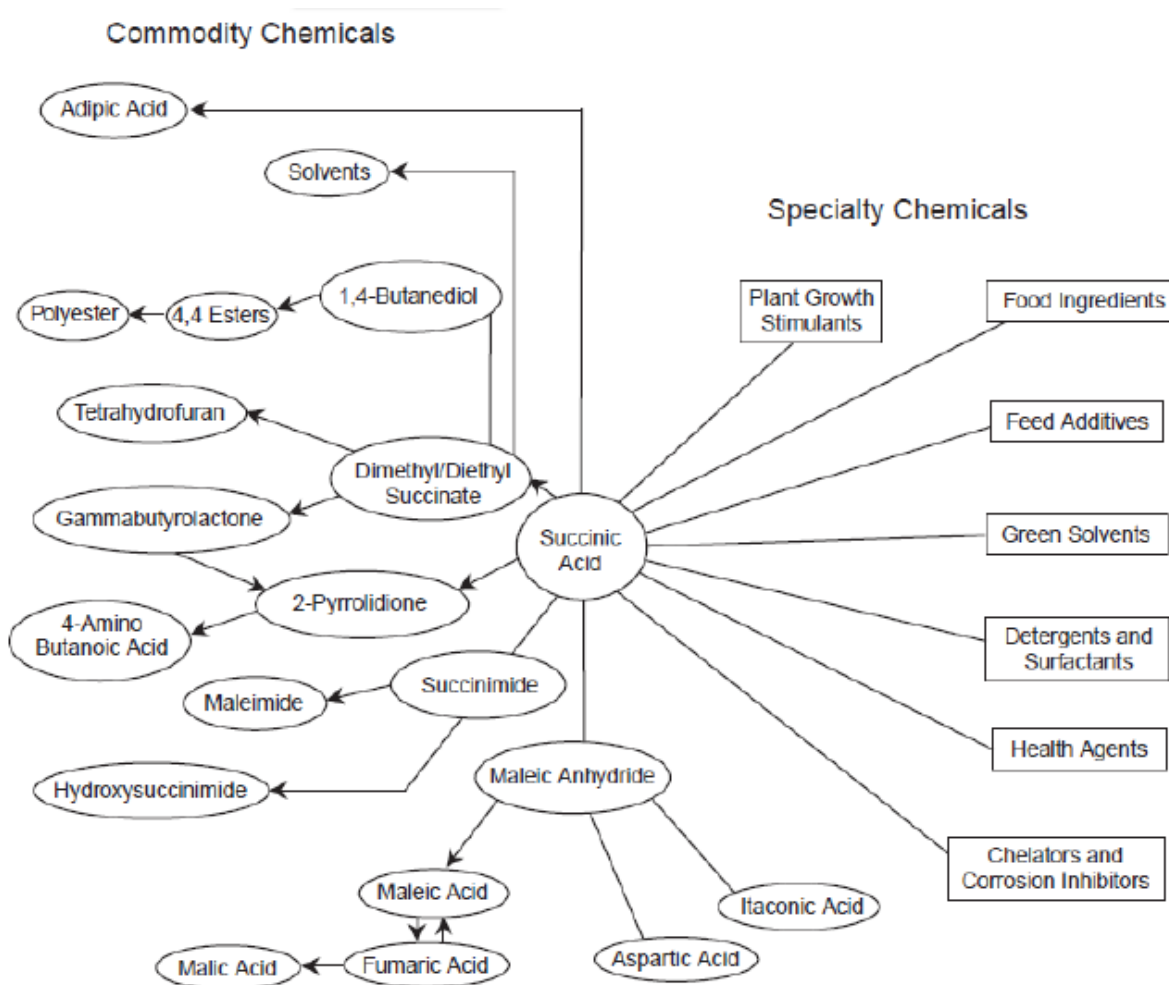 Commodity Chemicals
Adipic Acid
Solvents
Specialty Chemicals
1,4-Butanediol
Plant Growth
Stimulants
Food Ingredients
Polyester
4,4 Esters
Tetrahydrofuran
Feed Additives
Dimethyl/Diethyl
Succinate
Gammabutyrolactone
Succinic
Acid
Green Solvents
2-Pyrrolidione
4-Amino
Butanoic Acid
Detergents and
Surfactants
Succinimide
Maleimide
Health Agents
Maleic Anhydride
Hydroxysuccinimide
Chelators and
Corrosion Inhibitors
Maleic Acid
Itaconic Acid
Aspartic Acid
Fumaric Acid
Malic Acid